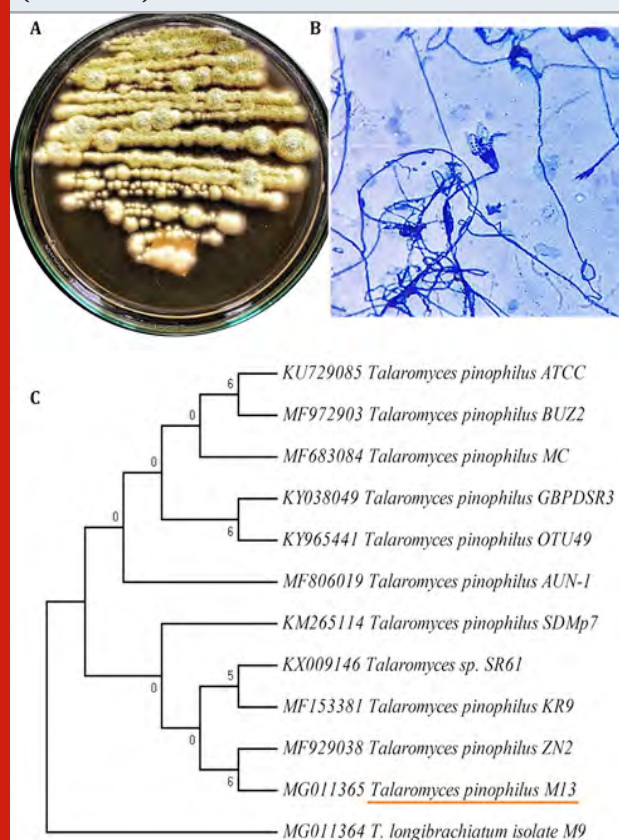 A
B
C
6
KU729085 Talaromyces pinophilus ATCC
0
MF972903 Talaromyces pinophilus BUZ2
0
MF683084 Talaromyces pinophilus MC
0
KY038049 Talaromyces pinophilus GBPDSR3
6
KY965441 Talaromyces pinophilus OTU49
MF806019 Talaromyces pinophilus AUN-1
KM265114 Talaromyces pinophilus SDMp7
0
5
KX009146 Talaromyces sp. SR61
0
MF153381 Talaromyces pinophilus KR9
MF929038 Talaromyces pinophilus ZN2
6
MG011365 Talaromyces pinophilus M13
MG011364 T. longibrachiatum isolate M9